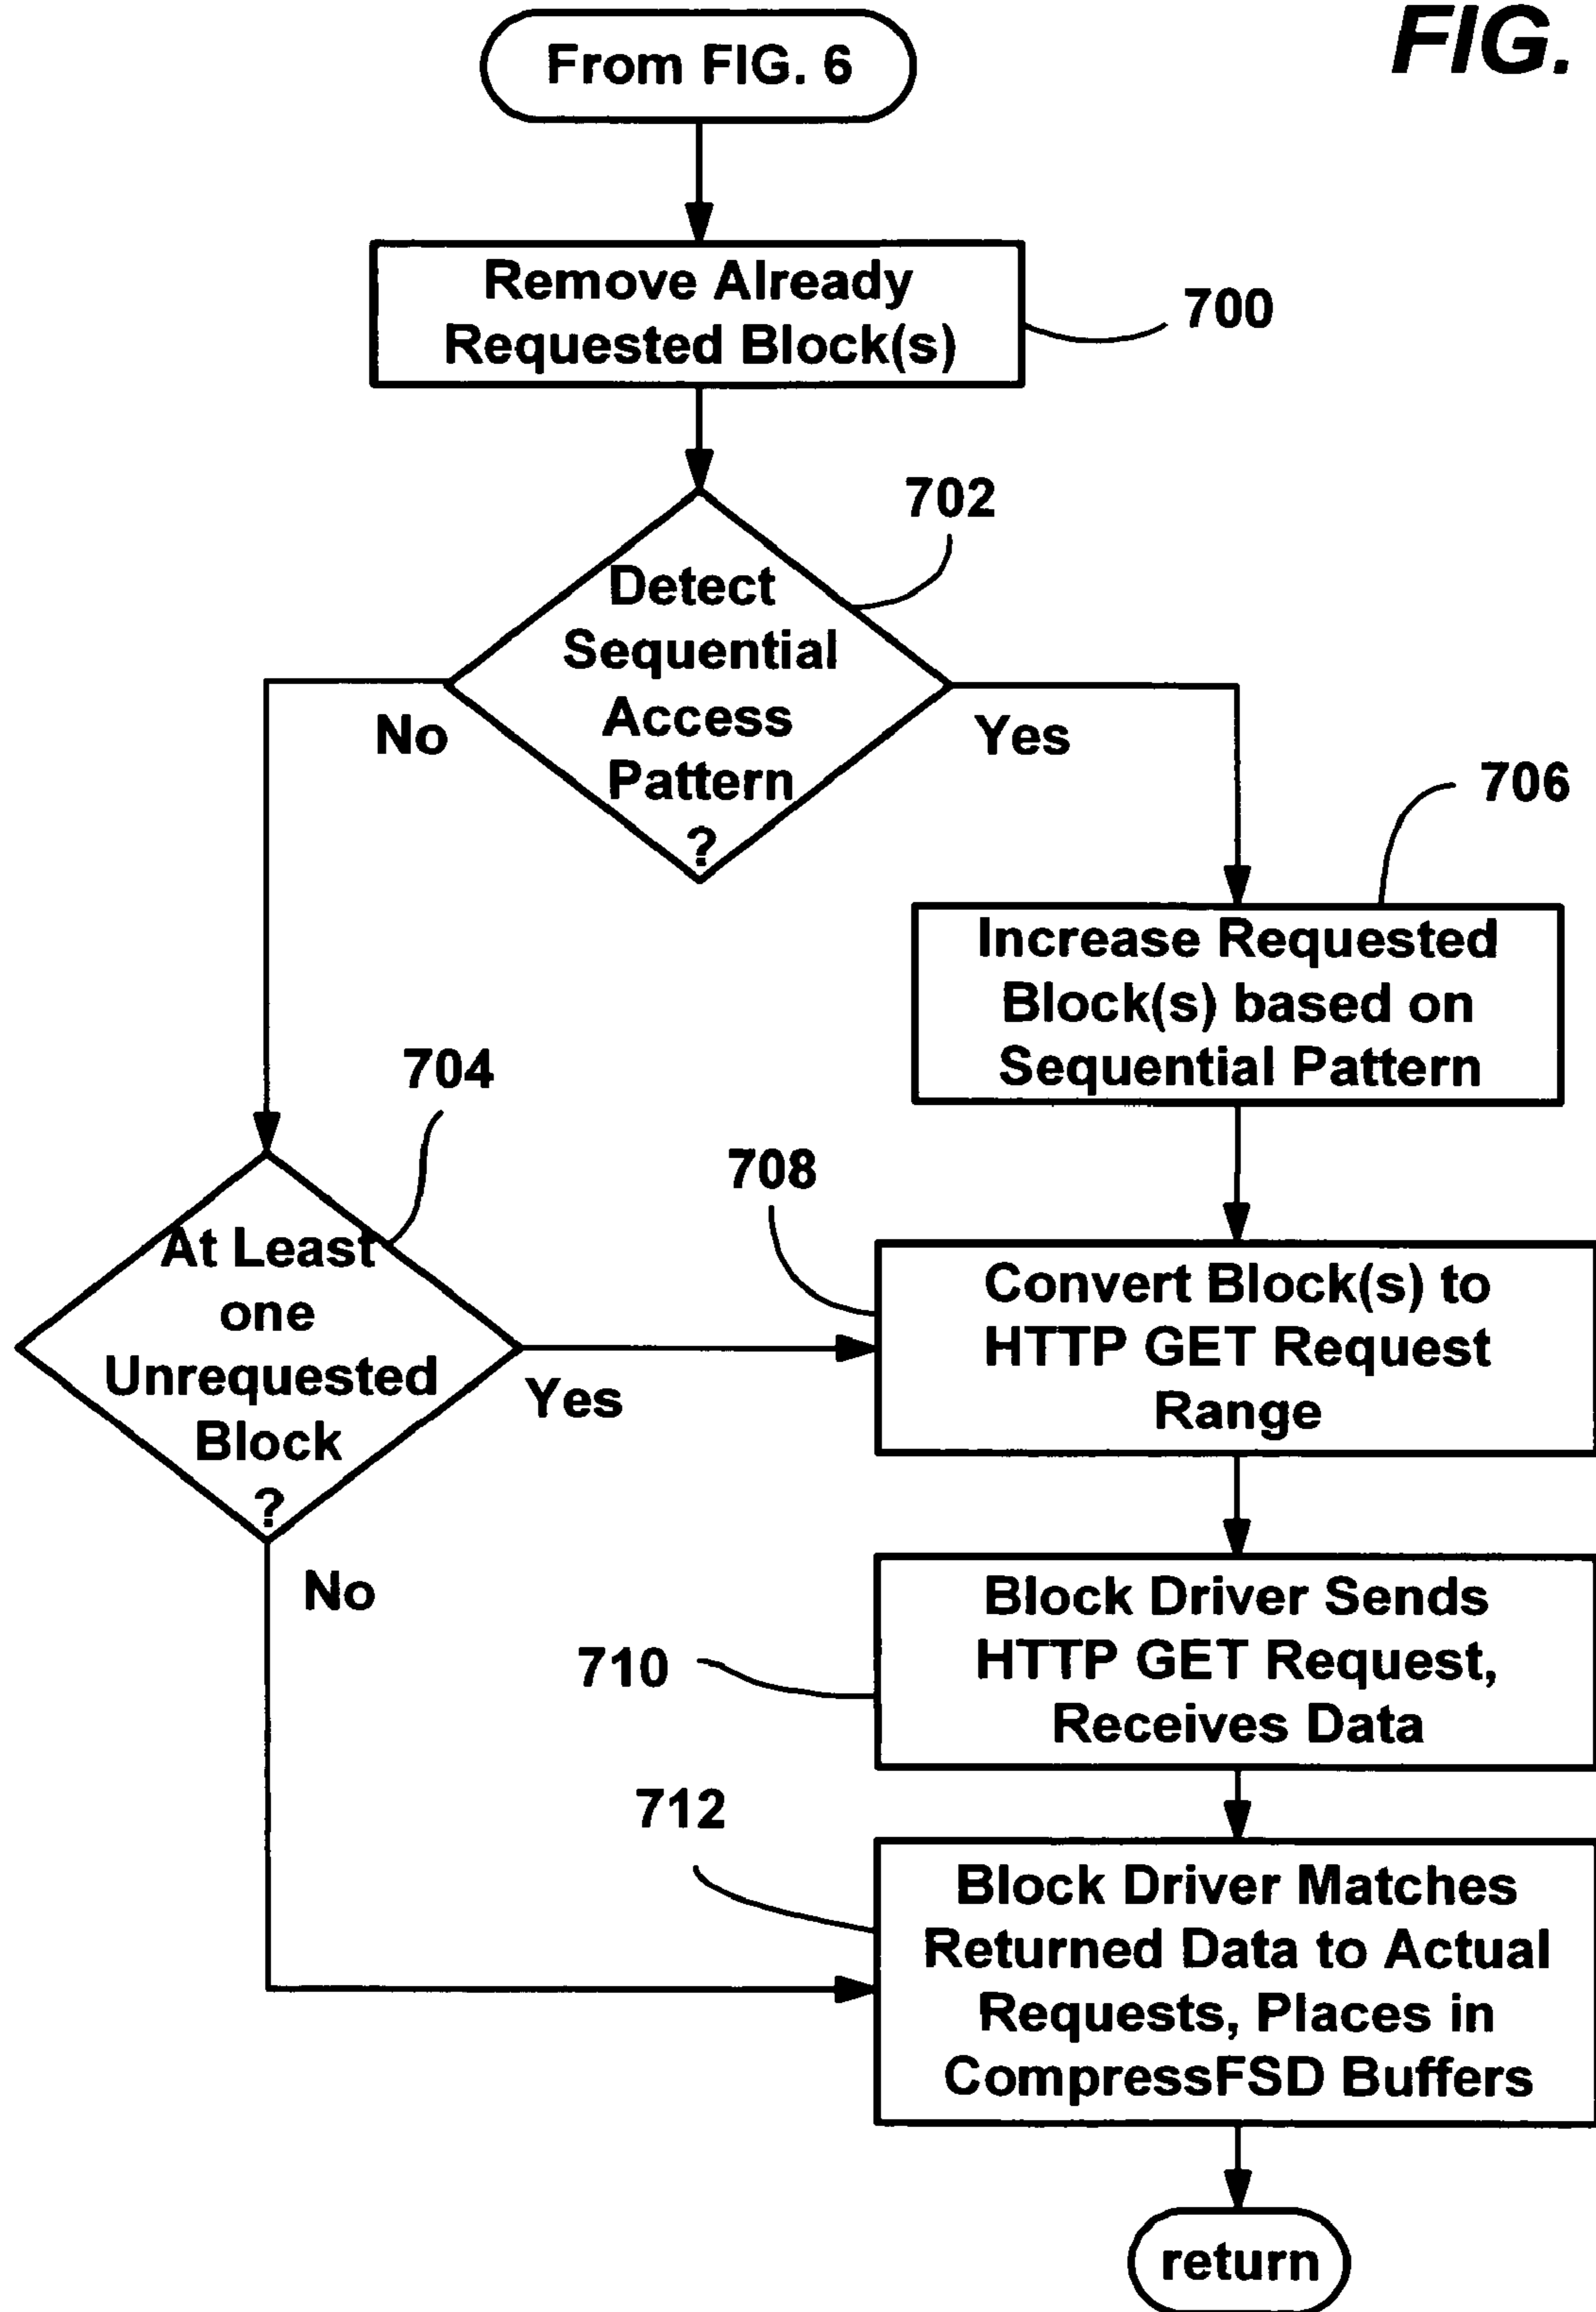 FIG.
From FIG. 6
Remove Already
Requested Block(s)
700
702
Detect
Sequential
Access
Pattern
?
No
Yes
706
Increase Requested
Block(s) based on
Sequential Pattern
704
708
At Least
one
Unrequested
Block
?
Yes
No
Convert Block(s) to
HTTP GET Request
Range
710
Block Driver Sends
HTTP GET Request,
Receives Data
712
Block Driver Matches
Returned Data to Actual
Requests, Places in
CompressFSD Buffers
return